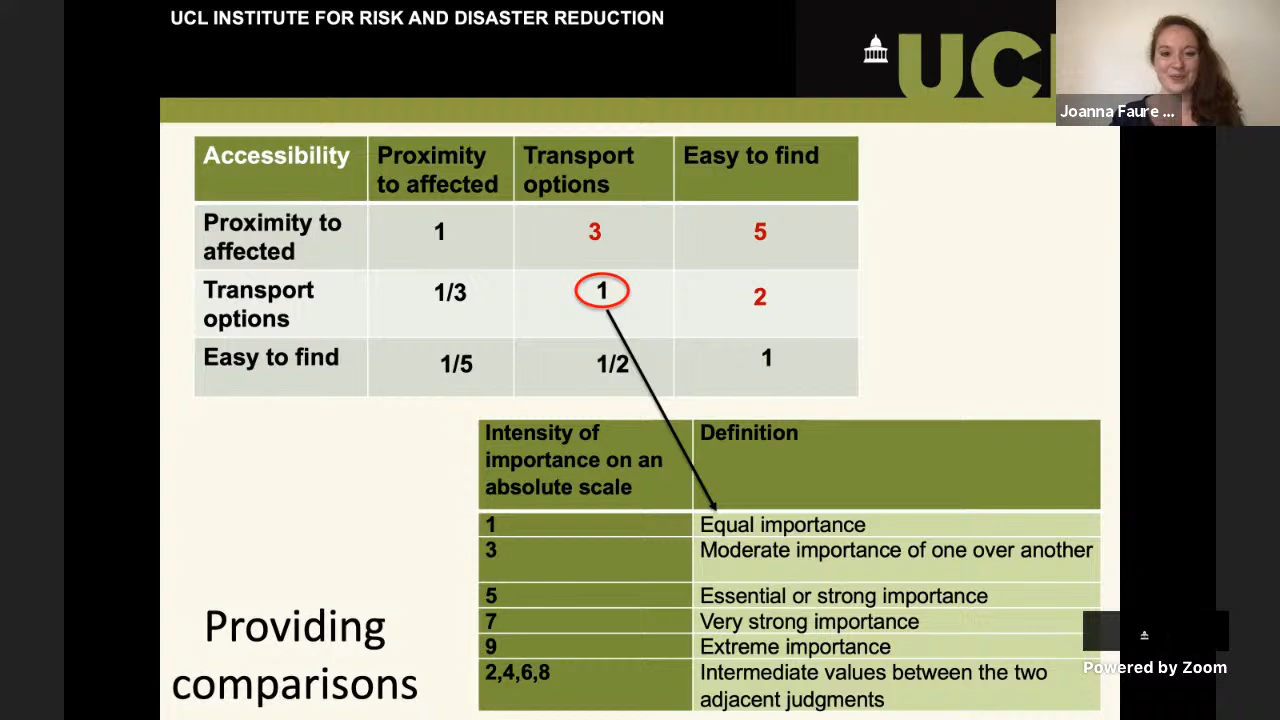 UCL INSTITUTE FOR RISK AND DISASTER REDUCTION
UC
Joanna Faure ...
Accessibility Proximity to affected Transport options Easy to find
Proximity to affected 1 3 5
Transport options 1/3 1 2
Easy to find 1/5 1/2 1
Intensity of importance on an absolute scale Definition
1 Equal importance
3 Moderate importance of one over another
5 Essential or strong importance
7 Very strong importance
9 Extreme importance
2,4,6,8 Intermediate values between the two adjacent judgments
Providing
comparisons
Powered by Zoom